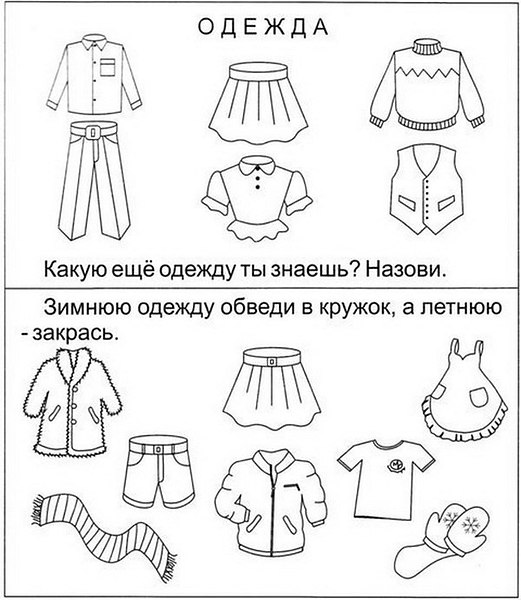 ОДЕЖДА
Какую ещё одежду ты знаешь? Назови.
Зимнюю одежду обведи в кружок, а летнюю
- закрась.